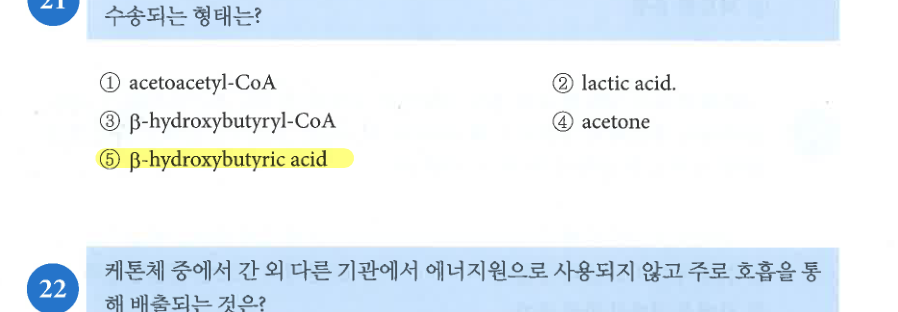 21
수송되는 형태는?
① acetoacetyl-CoA
② lactic acid.
③ β-hydroxybutyryl-CoA
④ acetone
⑤ β-hydroxybutyric acid
22
케톤체 중에서 간 외 다른 기관에서 에너지원으로 사용되지 않고 주로 호흡을 통
해 배출되는 것은?